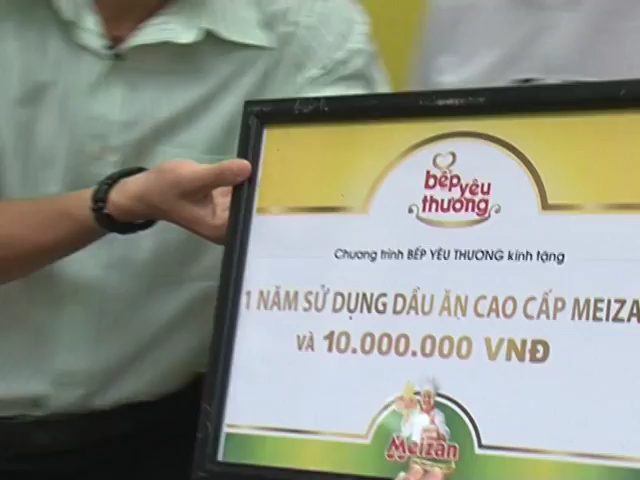 bếp yêu
thương
Chương trình BẾP YÊU THƯƠNG kính tặng
1 NĂM SỬ DỤNG DẦU ĂN CAO CẤP MEIZA
VÀ 10.000.000 VNĐ
Meizan